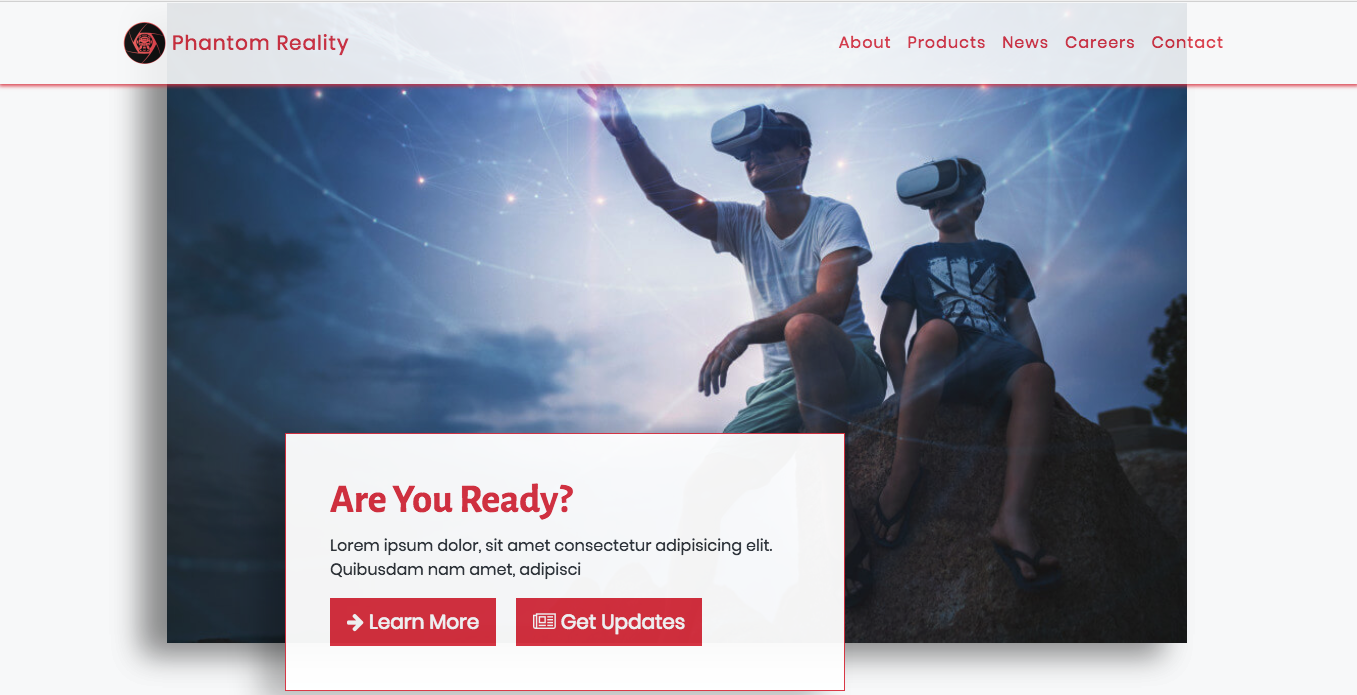 Phantom Reality
About Products News Careers Contact
Are You Ready?
Lorem ipsum dolor, sit amet consectetur adipisicing elit.
Quibusdam nam amet, adipisci
Learn More
Get Updates